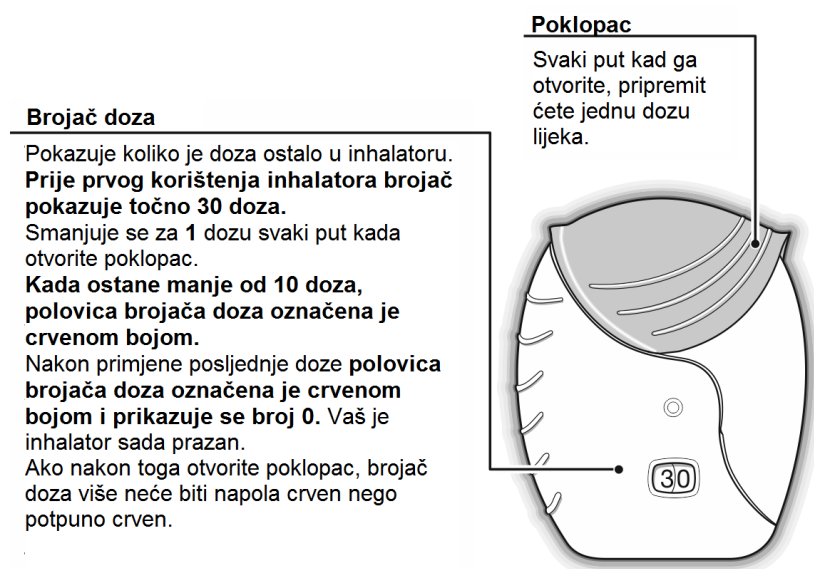 Poklopac
Svaki put kad ga
otvorite, pripremit
ćete jednu dozu
lijeka.
Brojač doza
Pokazuje koliko je doza ostalo u inhalatoru.
Prije prvog korištenja inhalatora brojač
pokazuje točno 30 doza.
Smanjuje se za 1 dozu svaki put kada
otvorite poklopac.
Kada ostane manje od 10 doza,
polovica brojača doza označena je
crvenom bojom.
Nakon primjene posljednje doze polovica
brojača doza označena je crvenom
bojom i prikazuje se broj 0. Vaš je
inhalator sada prazan.
Ako nakon toga otvorite poklopac, brojač
doza više neće biti napola crven nego
potpuno crven.
30